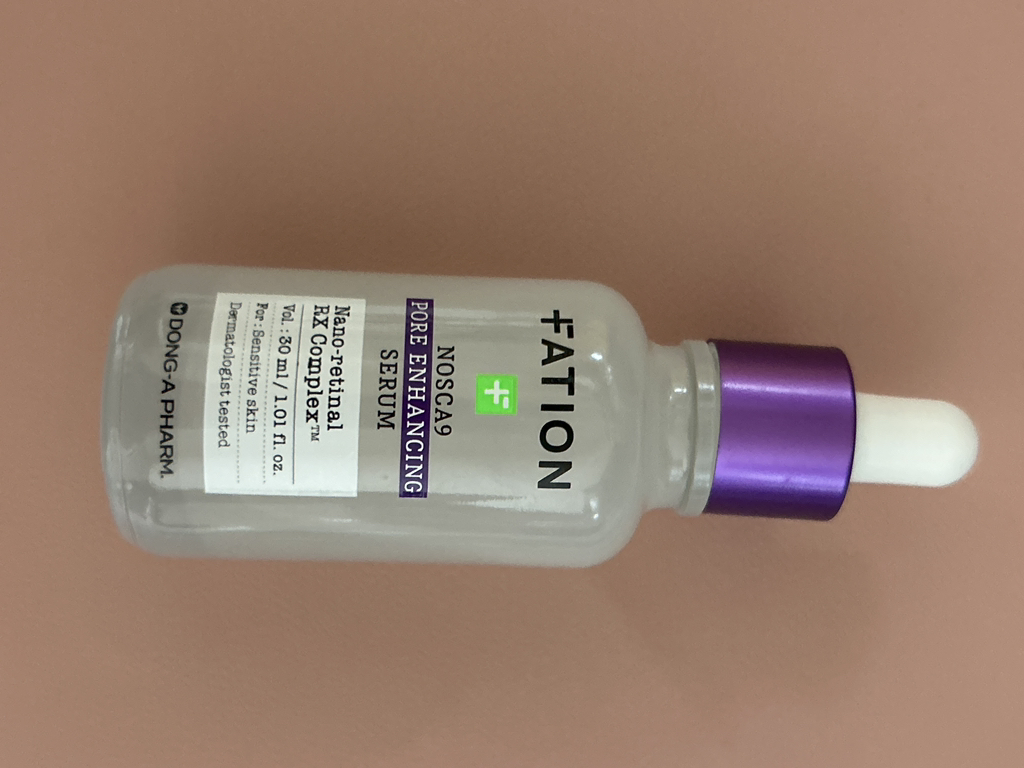 FATION
NOSCA9
PORE ENHANCING
SERUM
Nano-retinal
RX Complex™
Vol.:30 ml/ 1.01 fl. oz.
For:Sensitive skin
Dermatologist tested
DONG-A PHARM.